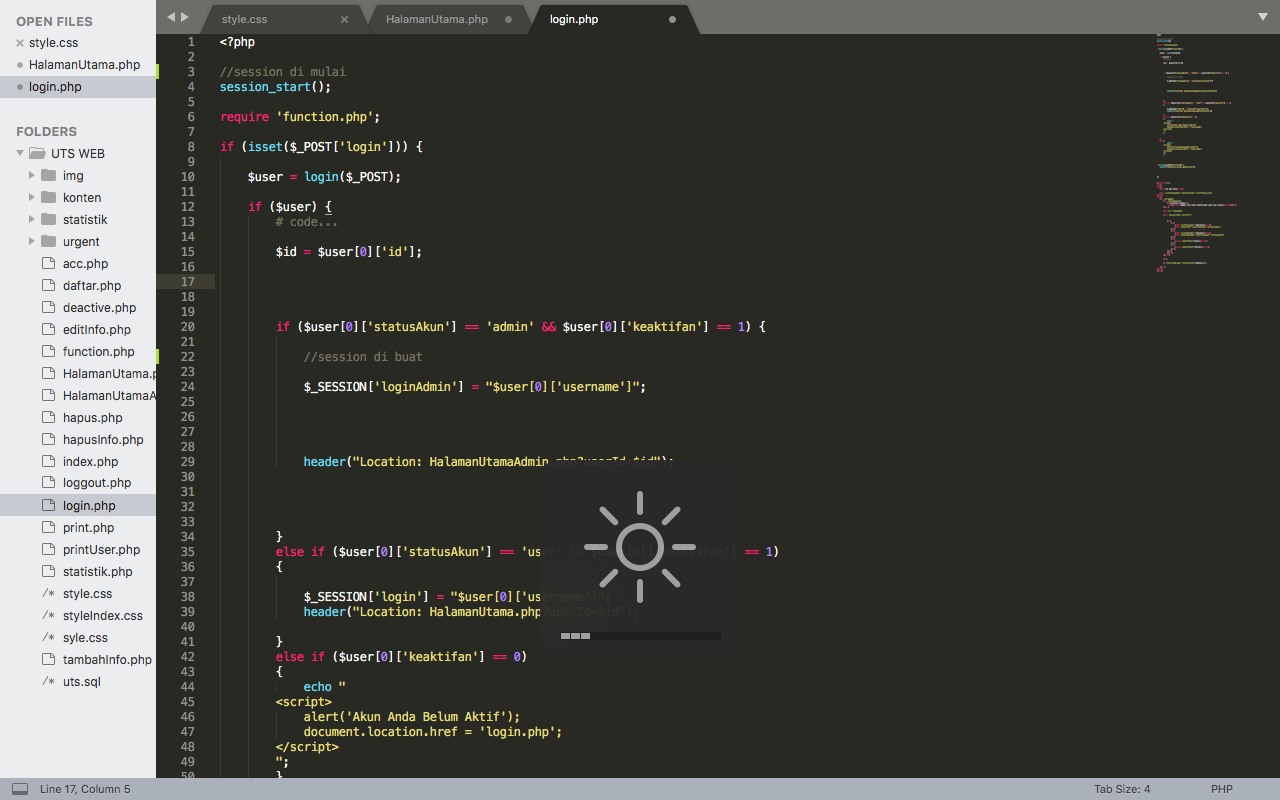 OPEN FILES
style.css
HalamanUtama.php
login.php
FOLDERS
UTS WEB
img
konten
statistik
urgent
acc.php
daftar.php
deactive.php
editInfo.php
function.php
HalamanUtama.p
HalamanUtamaA
hapus.php
hapusInfo.php
index.php
loggout.php
login.php
print.php
printUser.php
statistik.php
style.css
styleIndex.css
syle.css
tambahInfo.php
uts.sql
style.css HalamanUtama.php login.php
1 <?php
2
3 //session di mulai
4 session_start();
5
6 require 'function.php';
7
8 if (isset($_POST['login'])) {
9
10 $user = login($_POST);
11
12 if ($user) {
13 # code...
14
15 $id = $user[0]['id'];
16
17
18
19
20 if ($user[0]['statusAkun'] == 'admin' && $user[0]['keaktifan'] == 1) {
21
22 //session di buat
23
24 $_SESSION['loginAdmin'] = "$user[0]['username']";
25
26
27
28
29 header("Location: HalamanUtamaAdmin.php?userId=$id");
30
31
32
33
34 }
35 else if ($user[0]['statusAkun'] == 'user' && $user[0]['keaktifan'] == 1)
36 {
37
38 $_SESSION['login'] = "$user[0]['username']";
39 header("Location: HalamanUtama.php?userId=$id");
40
41 }
42 else if ($user[0]['keaktifan'] == 0)
43 {
44 echo "
45 <script>
46 alert('Akun Anda Belum Aktif');
47 document.location.href = 'login.php';
48 </script>
49 ";
50 }
Line 17, Column 5 Tab Size: 4 PHP